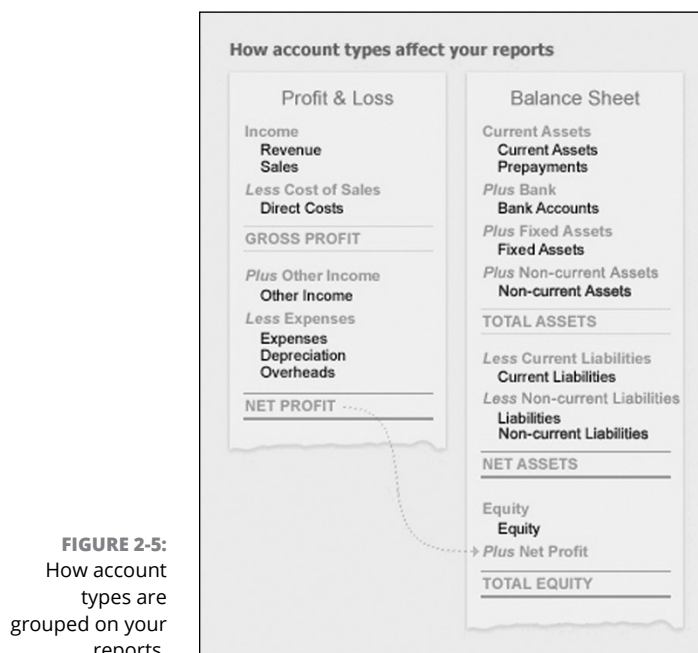 How account types affect your reports
Profit & Loss
Income
Revenue
Sales
Less Cost of Sales
Direct Costs
GROSS PROFIT
Plus Other Income
Other Income
Less Expenses
Expenses
Depreciation
Overheads
NET PROFIT
Balance Sheet
Current Assets
Current Assets
Prepayments
Plus Bank
Bank Accounts
Plus Fixed Assets
Fixed Assets
Plus Non-current Assets
Non-current Assets
TOTAL ASSETS
Less Current Liabilities
Current Liabilities
Less Non-current Liabilities
Liabilities
Non-current Liabilities
NET ASSETS
Equity
Equity
Plus Net Profit
TOTAL EQUITY
FIGURE 2-5:
How account
types are
grouped on your
reports.